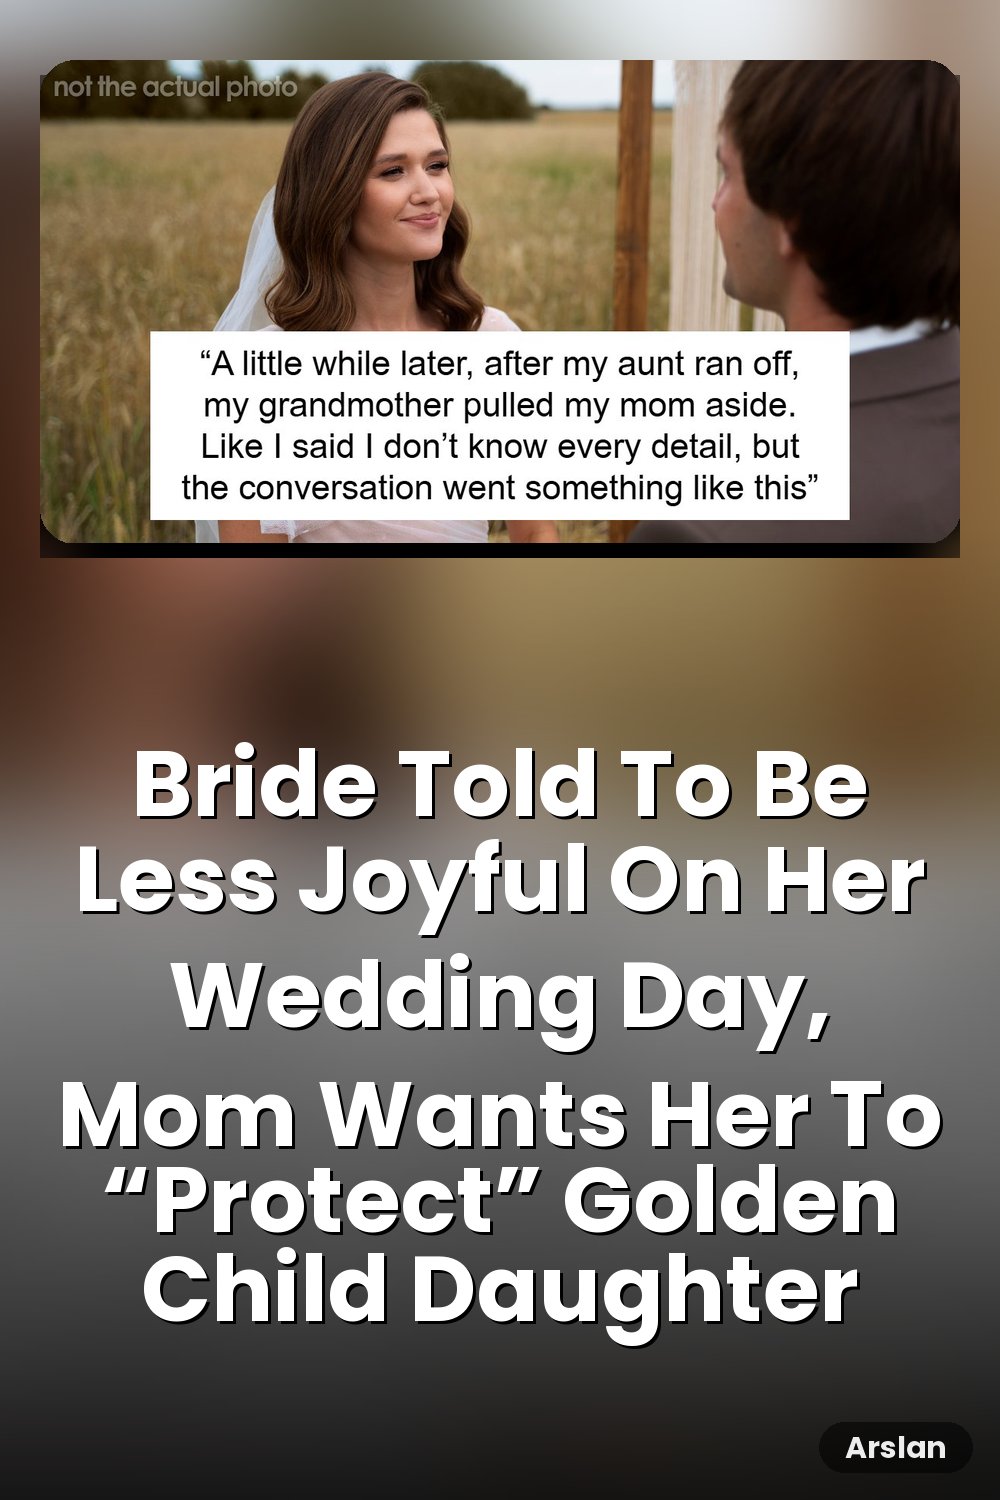 not the actual photo
“A little while later, after my aunt ran off,
my grandmother pulled my mom aside.
Like I said I don’t know every detail, but
the conversation went something like this”
Bride Told To Be
Less Joyful On Her
Wedding Day,
Mom Wants Her To
“Protect” Golden
Child Daughter
Arslan